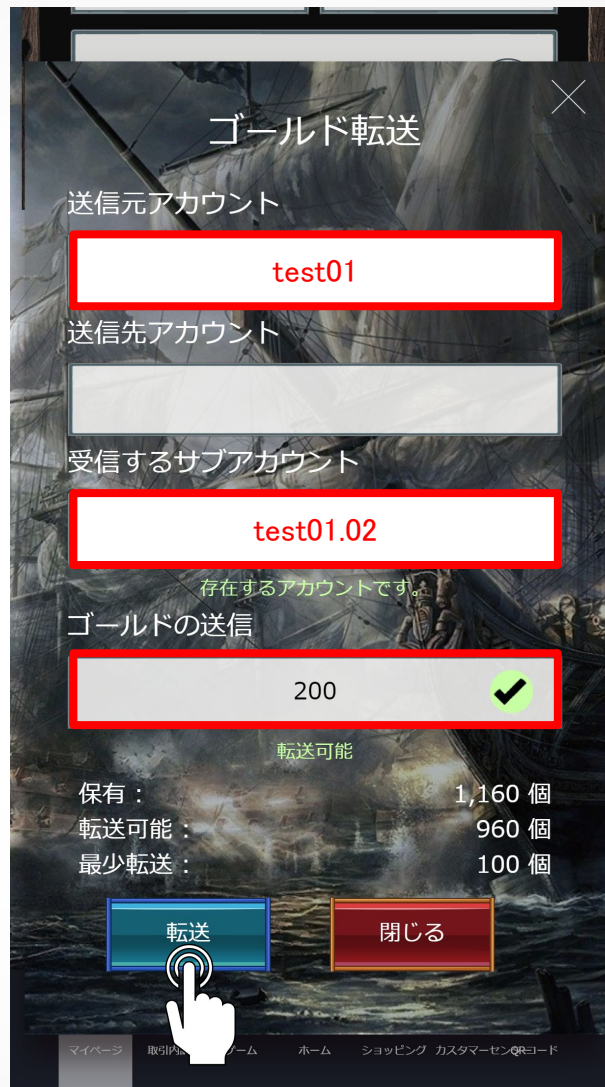 ゴールド転送
送信元アカウント
test01
送信先アカウント
受信するサブアカウント
test01.02
存在するアカウントです。
ゴールドの送信
200
転送可能
保有： 1,160 個
転送可能： 960 個
最少転送： 100 個
転送 閉じる
マイページ 取引内 ーム ホーム ショッピング カスタマーセン QRコード